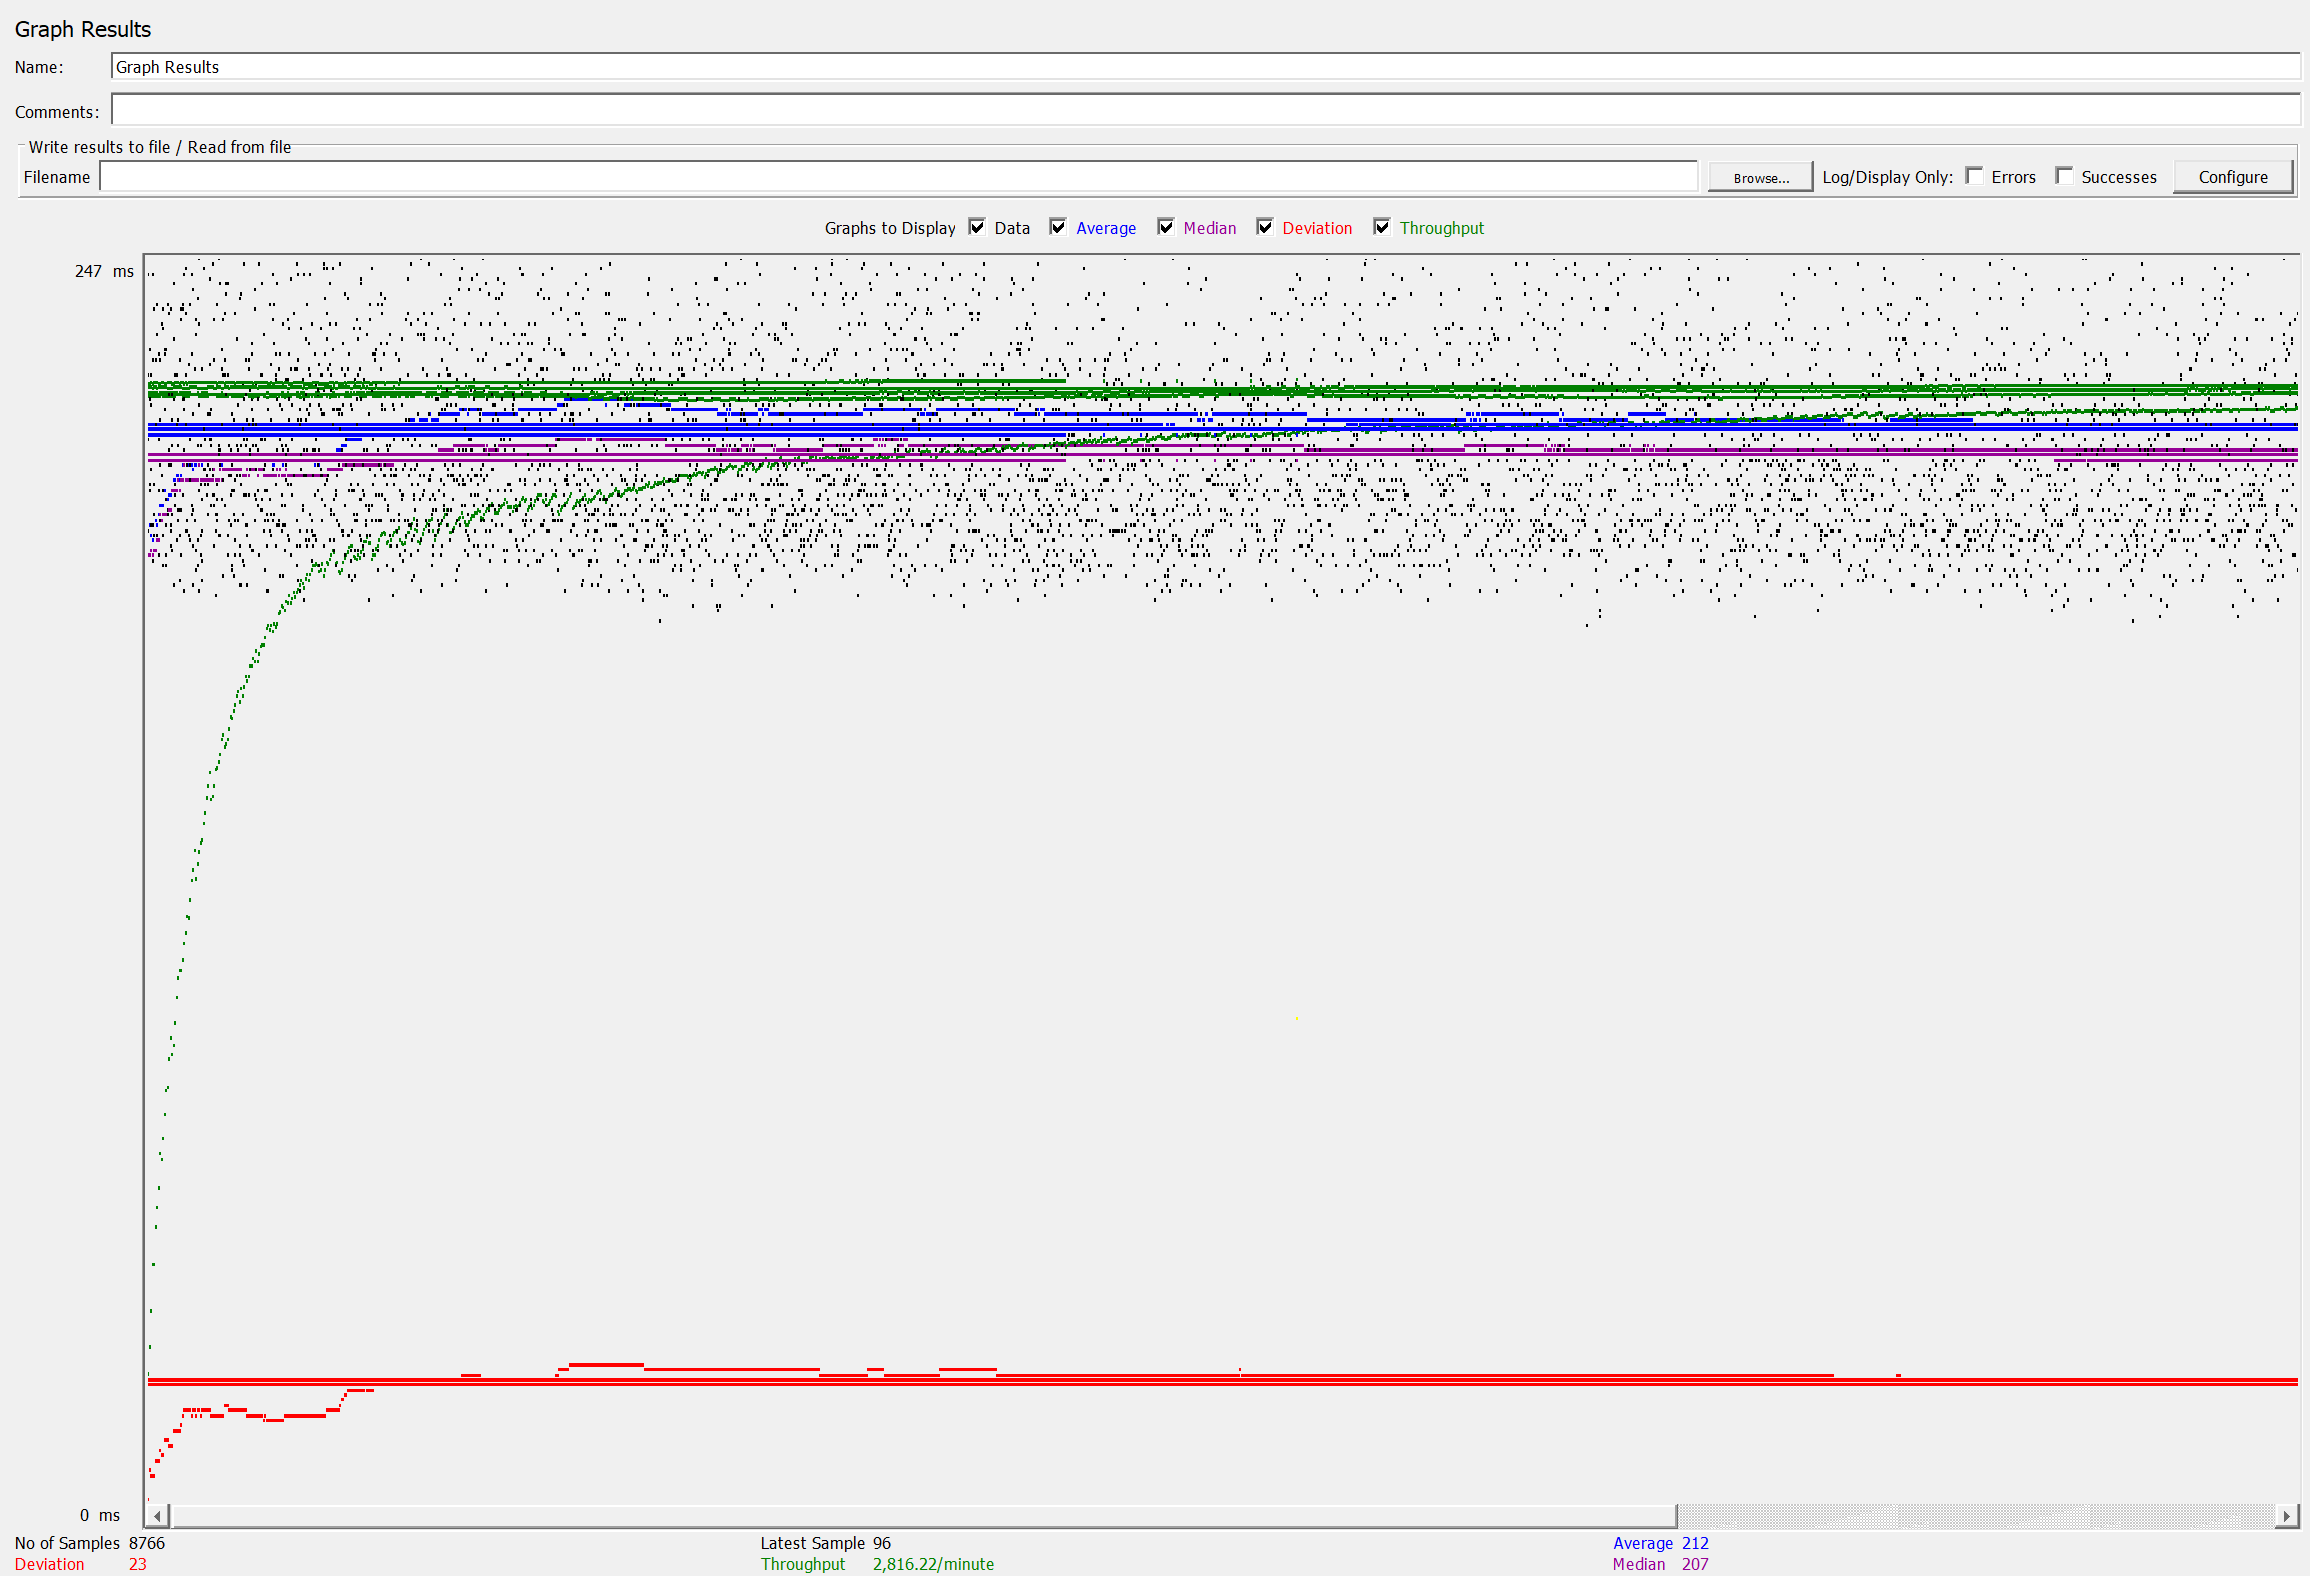 Graph Results
Name: Graph Results
Comments:
Write results to file / Read from file
Filename Browse... Log/Display Only: Errors Successes Configure
Graphs to Display Data Average Median Deviation Throughput
247 ms
0 ms
No of Samples 8766 Latest Sample 96 Average 212
Deviation 23 Throughput 2,816.22/minute Median 207